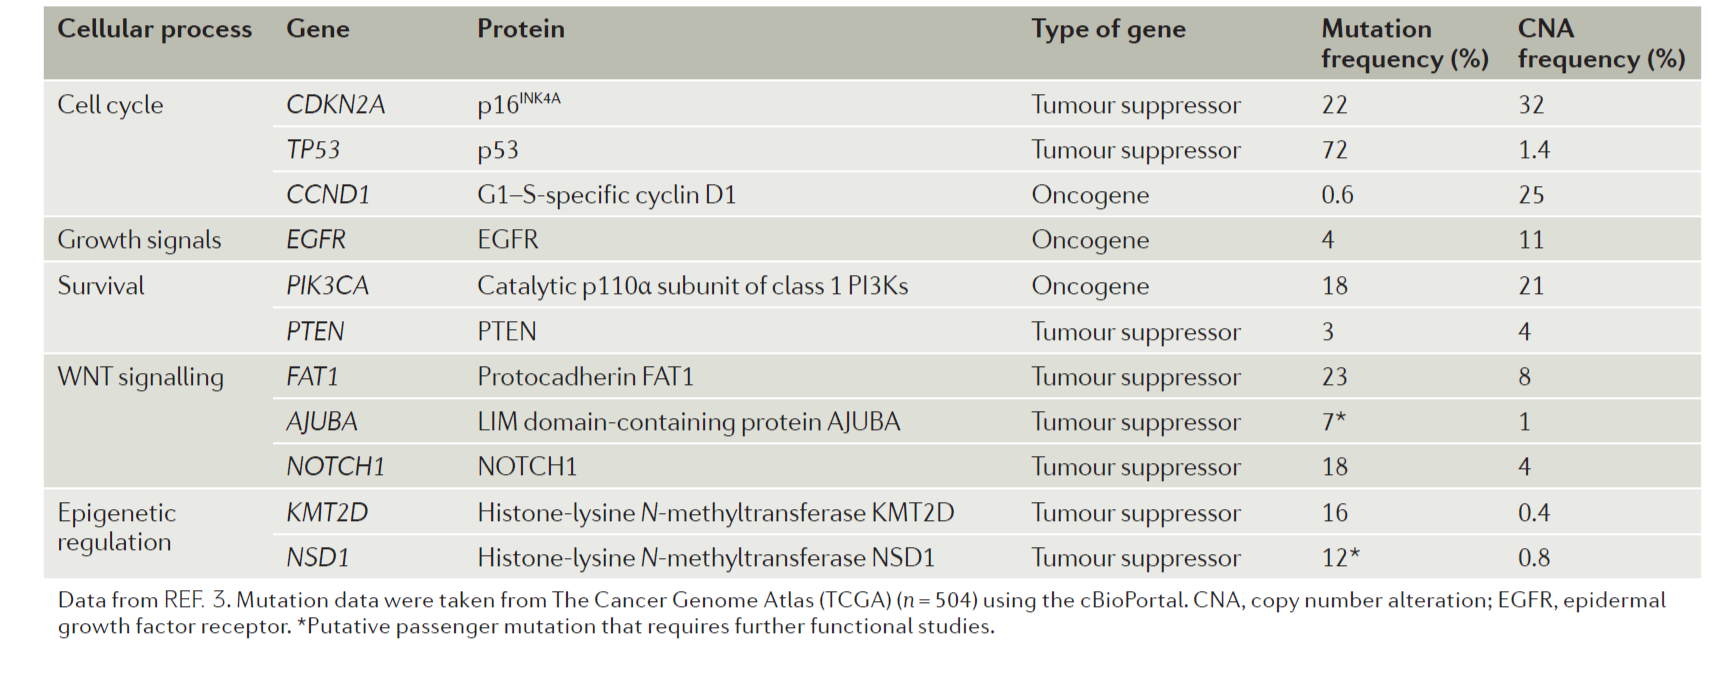 Cellular process Gene Protein Type of gene Mutation frequency (%) CNA frequency (%)
Cell cycle CDKN2A p16INK4A Tumour suppressor 22 32
TP53 p53 Tumour suppressor 72 1.4
CCND1 G1–S-specific cyclin D1 Oncogene 0.6 25
Growth signals EGFR EGFR Oncogene 4 11
Survival PIK3CA Catalytic p110α subunit of class 1 PI3Ks Oncogene 18 21
PTEN PTEN Tumour suppressor 3 4
WNT signalling FAT1 Protocadherin FAT1 Tumour suppressor 23 8
AJUBA LIM domain-containing protein AJUBA Tumour suppressor 7* 1
NOTCH1 NOTCH1 Tumour suppressor 18 4
Epigenetic regulation KMT2D Histone-lysine N-methyltransferase KMT2D Tumour suppressor 16 0.4
NSD1 Histone-lysine N-methyltransferase NSD1 Tumour suppressor 12* 0.8
Data from REF. 3. Mutation data were taken from The Cancer Genome Atlas (TCGA) (n = 504) using the cBioPortal. CNA, copy number alteration; EGFR, epidermal
growth factor receptor. *Putative passenger mutation that requires further functional studies.